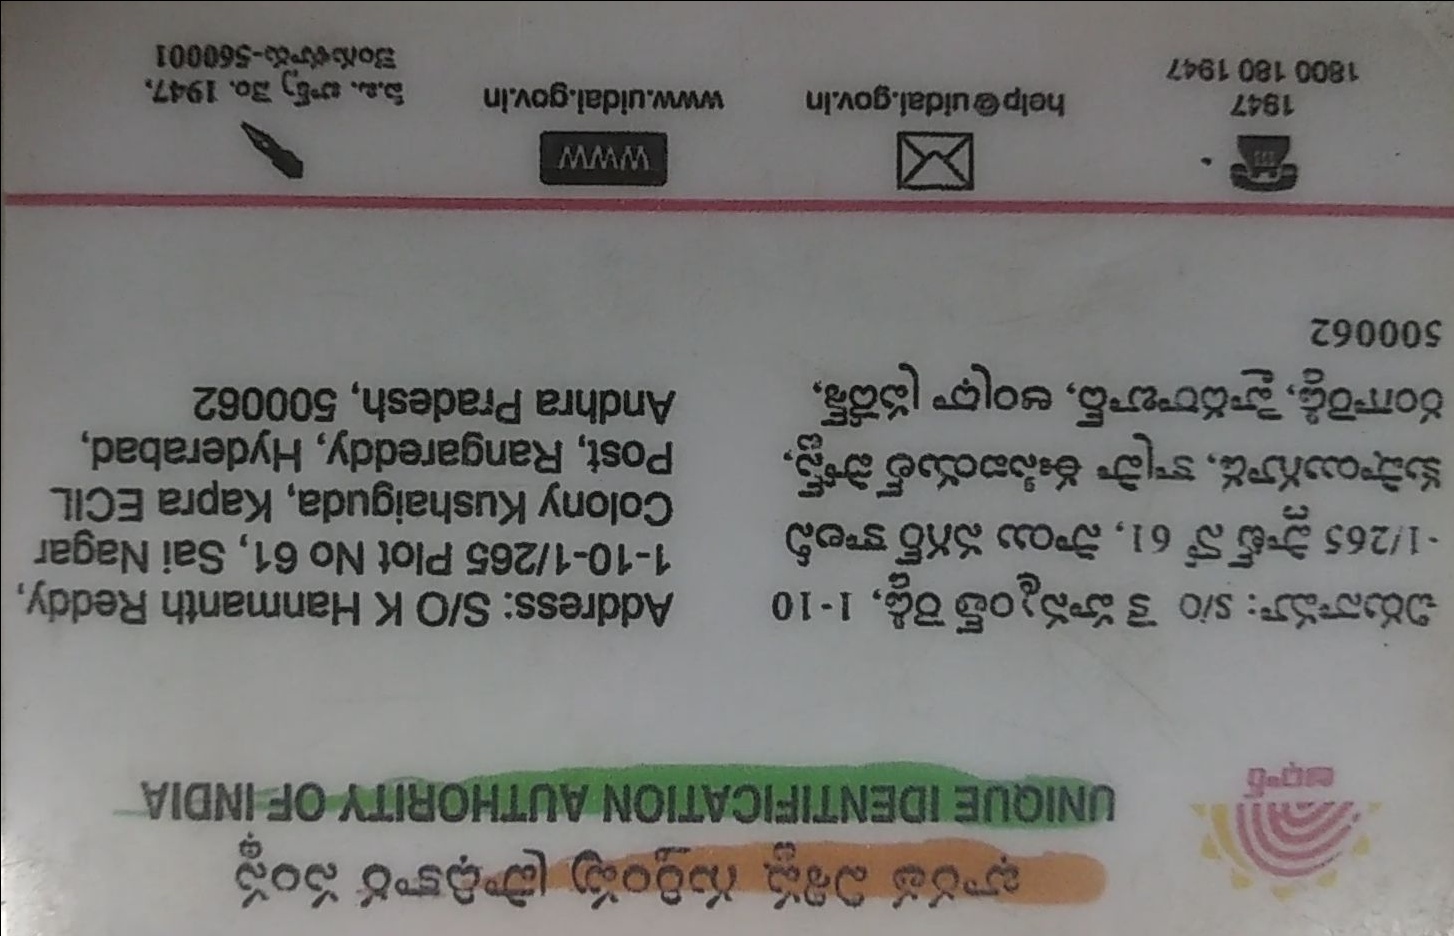 భారత విశిష్ట గుర్తింపు ప్రాధికార సంస్థ
UNIQUE IDENTIFICATION AUTHORITY OF INDIA
ఆధార్
చిరునామా: S/O కె హన్మంత్ రెడ్డి, 1-10
-1/265 ప్లాట్ నో 61, సాయి నగర్ కాలనీ
కుషాయిగూడ, కాప్రా ఈసిఐయల్ పోస్ట్,
రంగారెడ్డి, హైదరాబాద్, ఆంధ్రా ప్రదేశ్,
500062
Address: S/O K Hanmanth Reddy,
1-10-1/265 Plot No 61, Sai Nagar
Colony Kushaiguda, Kapra ECIL
Post, Rangareddy, Hyderabad,
Andhra Pradesh, 500062
1947
1800 180 1947
help@uidai.gov.in
WWW
www.uidai.gov.in
పి.ఒ. బాక్స్ నెం. 1947,
బెంగుళూరు-560001